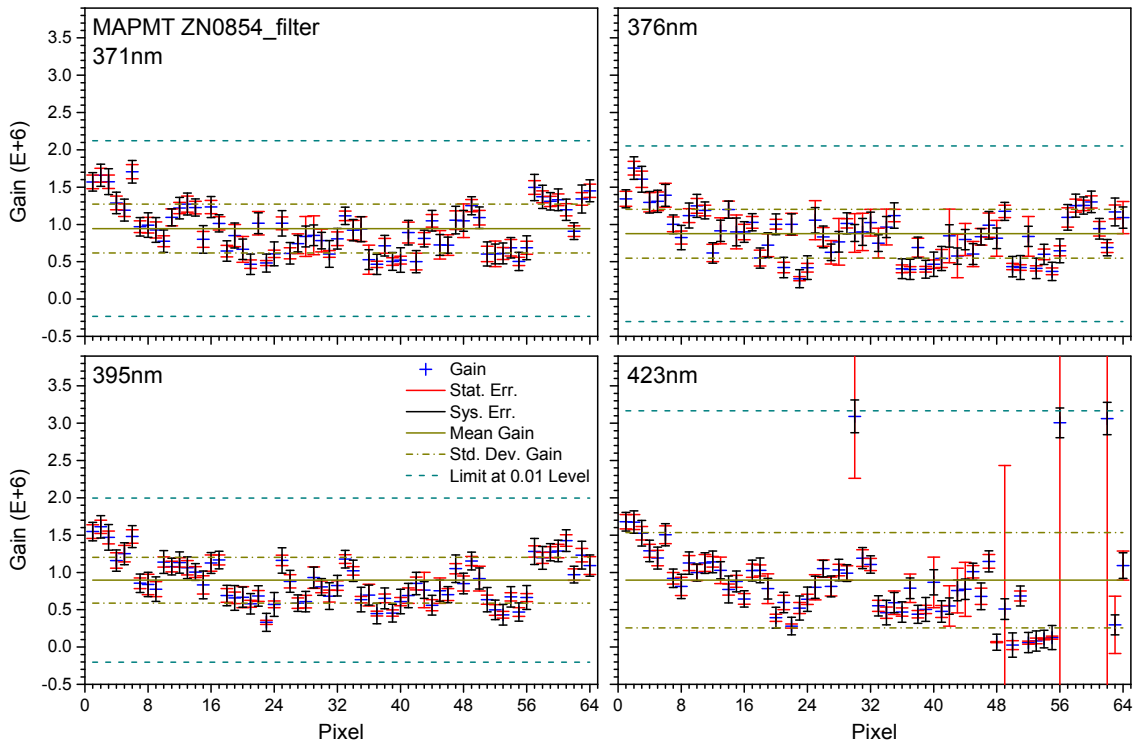 MAPMT ZN0854_filter
371nm
376nm
3.5
3.0
2.5
2.0
1.5
1.0
0.5
0.0
-0.5
Gain (E+6)
395nm
423nm
Gain
Stat. Err.
Sys. Err.
Mean Gain
Std. Dev. Gain
Limit at 0.01 Level
3.5
3.0
2.5
2.0
1.5
1.0
0.5
0.0
-0.5
Gain (E+6)
0 8 16 24 32 40 48 56 64
0 8 16 24 32 40 48 56 64
Pixel
Pixel